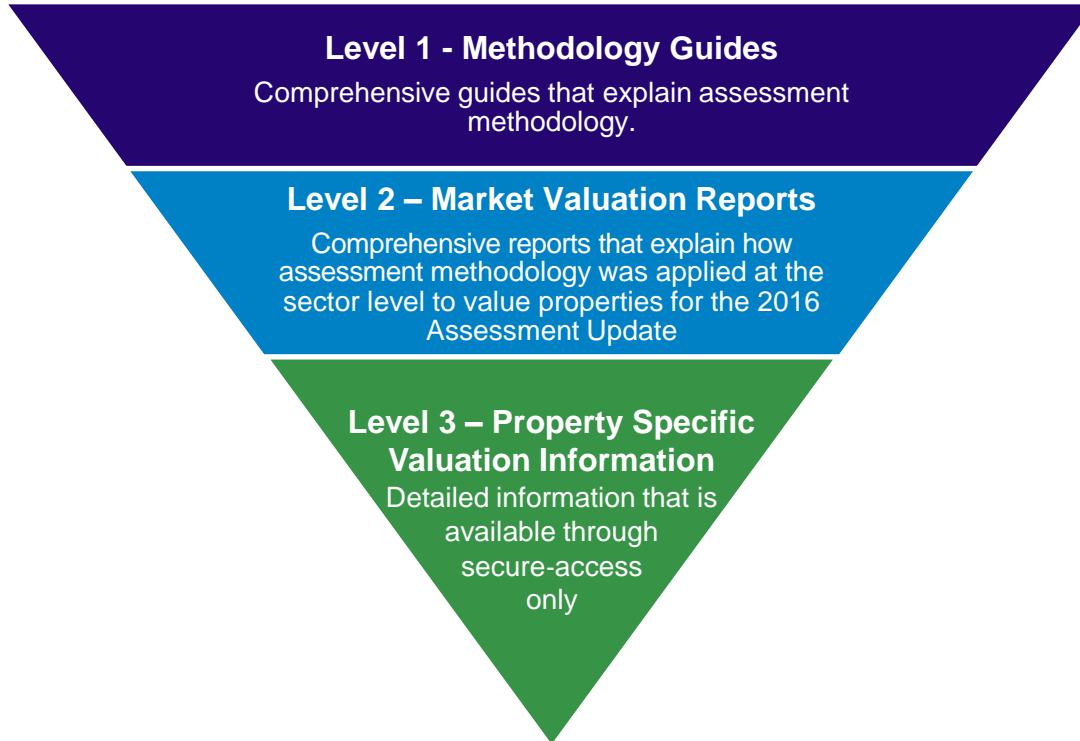 Level 1 - Methodology Guides
Comprehensive guides that explain assessment
methodology.
Level 2 – Market Valuation Reports
Comprehensive reports that explain how
assessment methodology was applied at the
sector level to value properties for the 2016
Assessment Update
Level 3 – Property Specific
Valuation Information
Detailed information that is
available through
secure-access
only